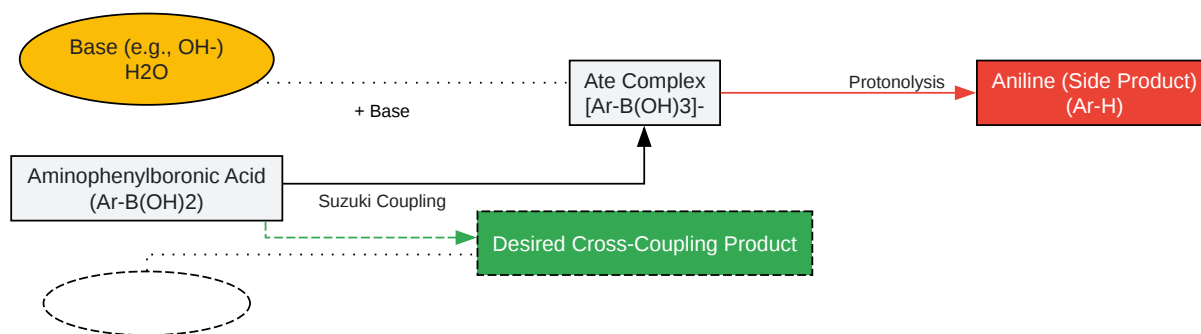 Base (e.g., OH-)
H2O
Ate Complex
[Ar-B(OH)3]-
Protonolysis
Aniline (Side Product)
(Ar-H)
+ Base
Aminophenylboronic Acid
(Ar-B(OH)2)
Suzuki Coupling
Desired Cross-Coupling Product